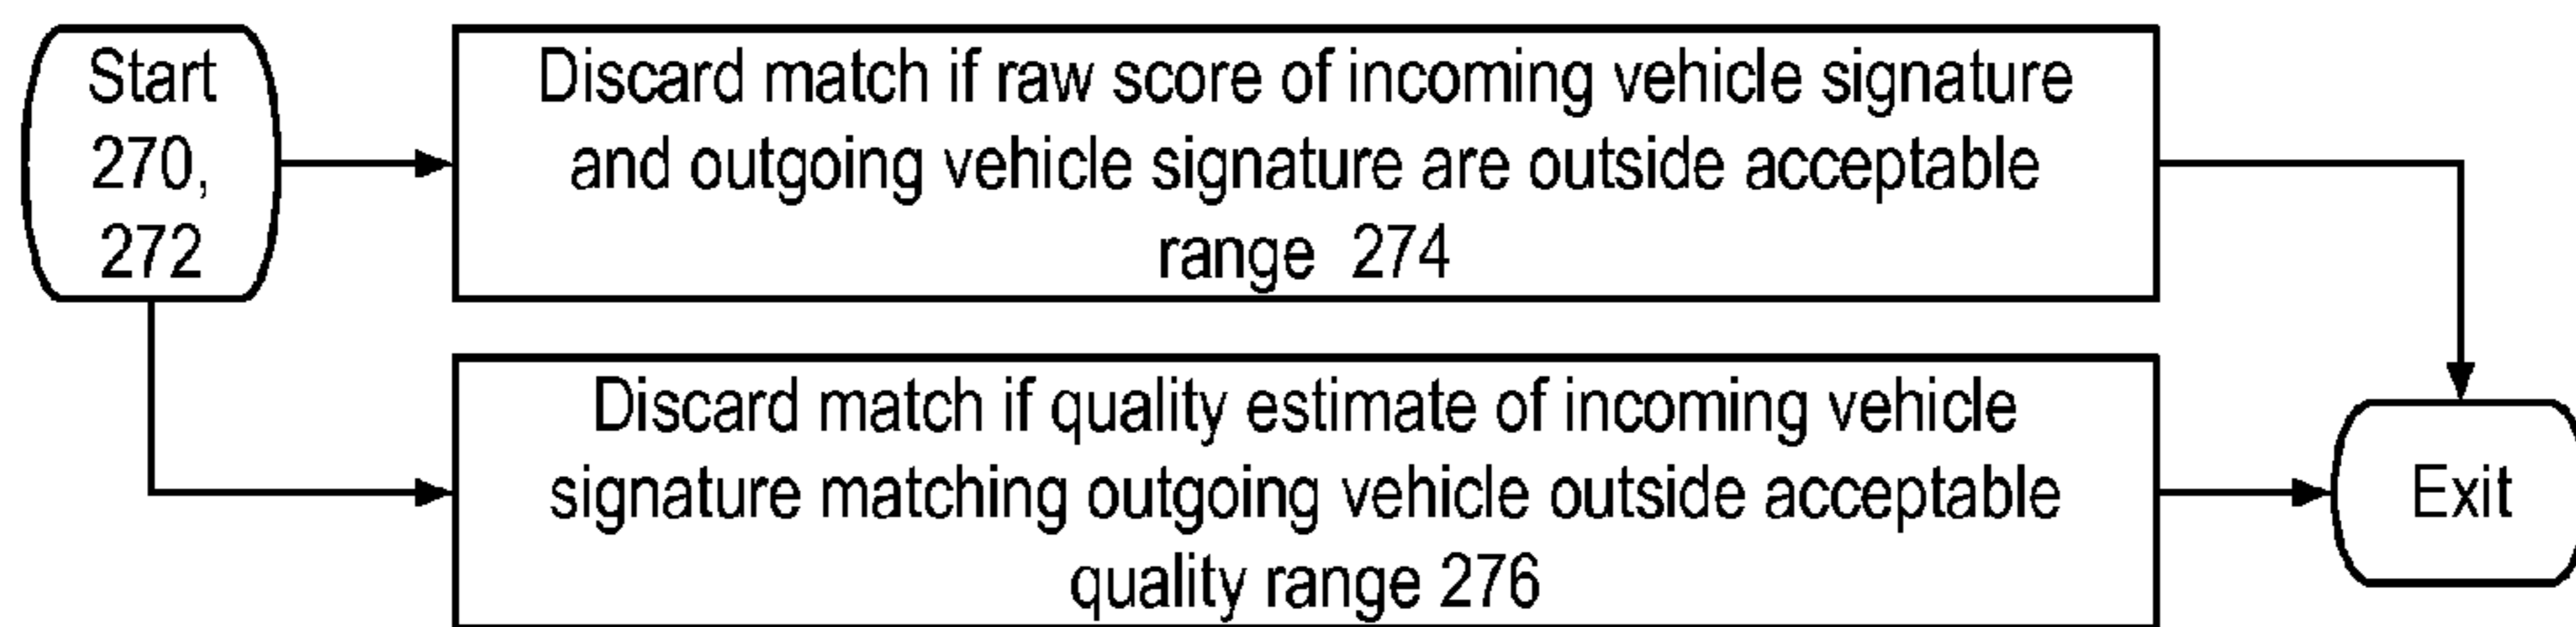 Start
270,
272
Discard match if raw score of incoming vehicle signature
and outgoing vehicle signature are outside acceptable
range 274
Discard match if quality estimate of incoming vehicle
signature matching outgoing vehicle outside acceptable
quality range 276
Exit